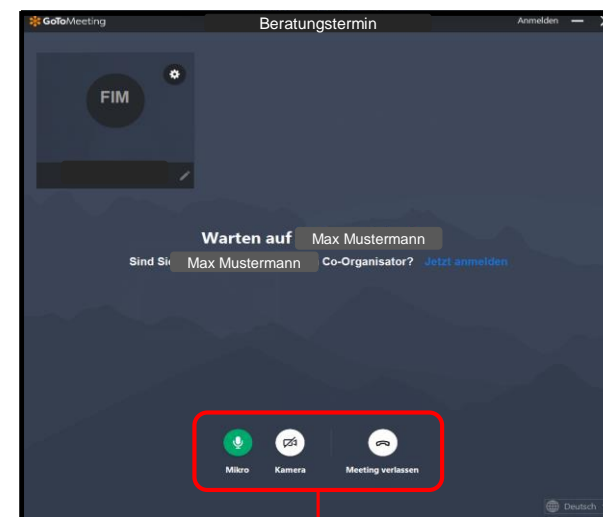 GoToMeeting
Beratungstermin
Anmelden
FIM
Warten auf Max Mustermann
Sind Si Max Mustermann Co-Organisator? Jetzt anmelden
Mikro Kamera Meeting verlassen
Deutsch